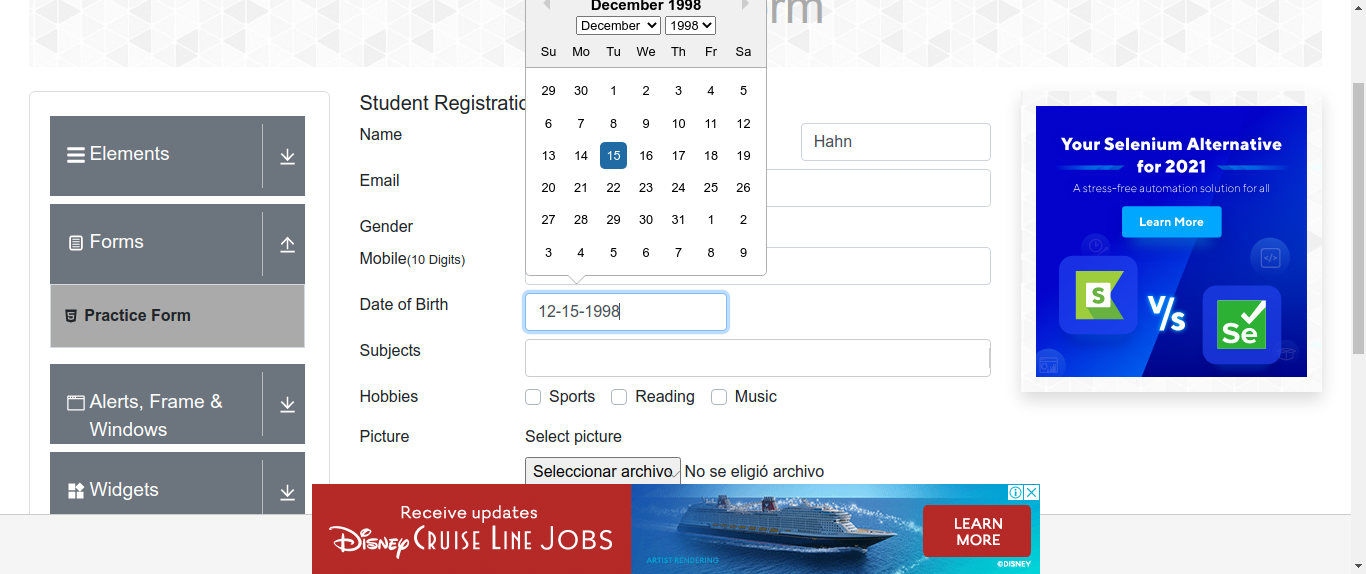 December 1998
rm
December 1998
Su Mo Tu We Th Fr Sa
29 30 1 2 3 4 5
6 7 8 9 10 11 12
13 14 15 16 17 18 19
20 21 22 23 24 25 26
27 28 29 30 31 1 2
3 4 5 6 7 8 9
Elements
Forms
Practice Form
Alerts, Frame &
Windows
Widgets
Student Registratio
Name
Hahn
Email
Gender
Mobile(10 Digits)
Date of Birth
12-15-1998
Subjects
Hobbies
Sports
Reading
Music
Picture
Select picture
Seleccionar archivo
No se eligió archivo
Your Selenium Alternative
for 2021
A stress-free automation solution for all
Learn More
S
V/s
Se
Receive updates
Disney Cruise Line Jobs
ARTIST RENDERING
LEARN
MORE
©DISNEY